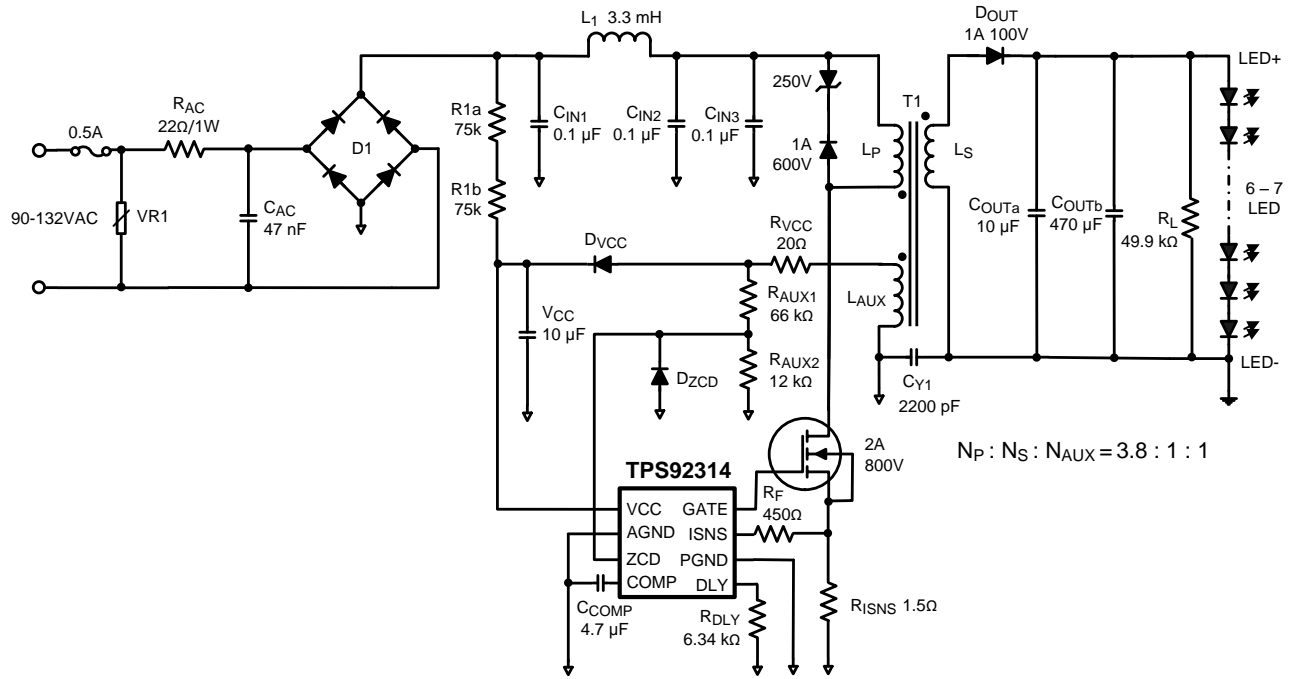 L1 3.3 mH
DOUT
1A 100V
LED+
250V
T1
RAC
22Ω/1W
0.5A
D1
R1a
75k
CIN1
0.1 µF
CIN2
0.1 µF
CIN3
0.1 µF
1A
600V
LP
LS
R1b
75k
90-132VAC
VR1
CAC
47 nF
COUTa
10 µF
COUTb
470 µF
RL
49.9 kΩ
6 – 7
LED
DVCC
RVCC
20Ω
LAUX
RAUX1
66 kΩ
VCC
10 µF
DZCD
RAUX2
12 kΩ
CY1
2200 pF
LED-
2A
800V
NP : NS : NAUX = 3.8 : 1 : 1
TPS92314
RF
450Ω
VCC
GATE
AGND
ISNS
ZCD
PGND
COMP
DLY
CCOMP
4.7 µF
RDLY
6.34 kΩ
RISNS 1.5Ω